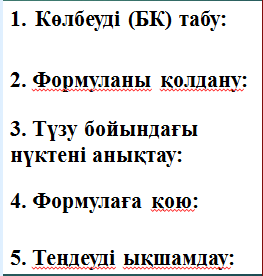 1. Көлбеуді (БК) табу:
2. Формуланы қолдану:
3. Түзу бойындағы
нүктені анықтау:
4. Формулаға қою:
5. Теңдеуді ықшамдау: